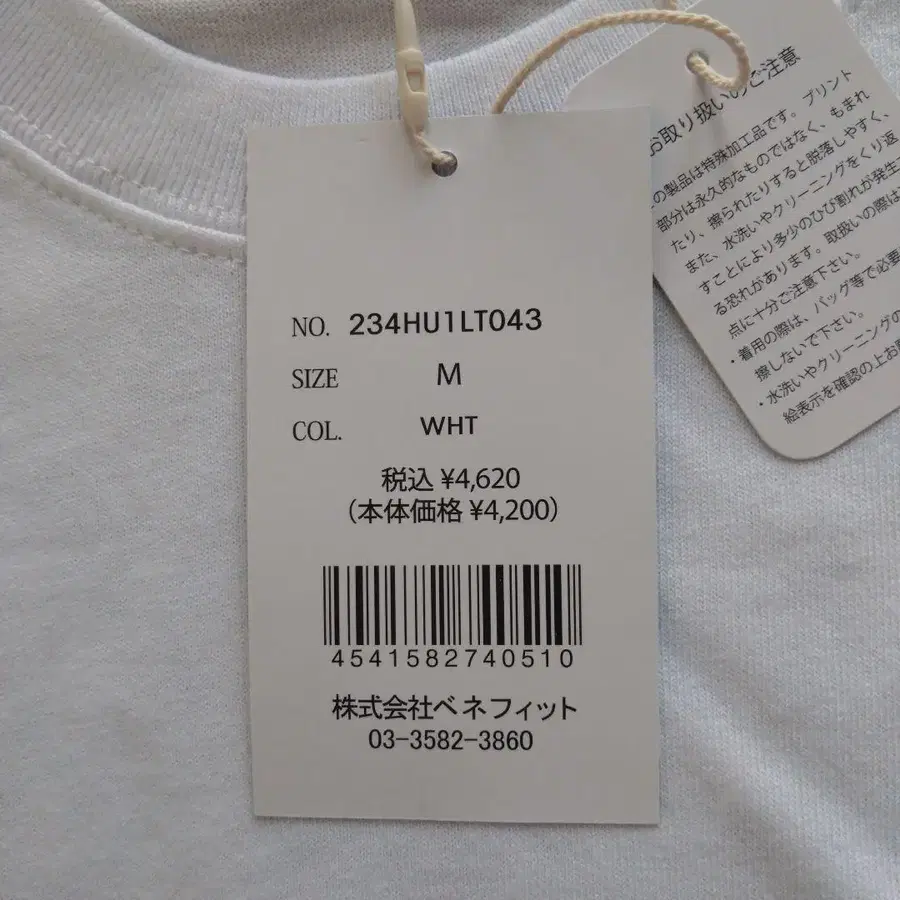 NO. 234HU1LT043
SIZE M
COL. WHT
税込 ¥4,620
(本体価格 ¥4,200)
4541582740510
株式会社ベネフィット
03-3582-3860
お取り扱いのご注意
の製品は特殊加工品です。プリント
部分は永久的なものではなく、もまれ
たり、擦られたりすると脱落しやすく、
また、水洗いやクリーニングをくり返
すことにより多少のひび割れが発生
る恐れがあります。取扱いの際は
点に十分ご注意下さい。
・着用の際は、バッグ等で必要
擦しないで下さい。
・水洗いやクリーニングの
絵表示を確認の上お